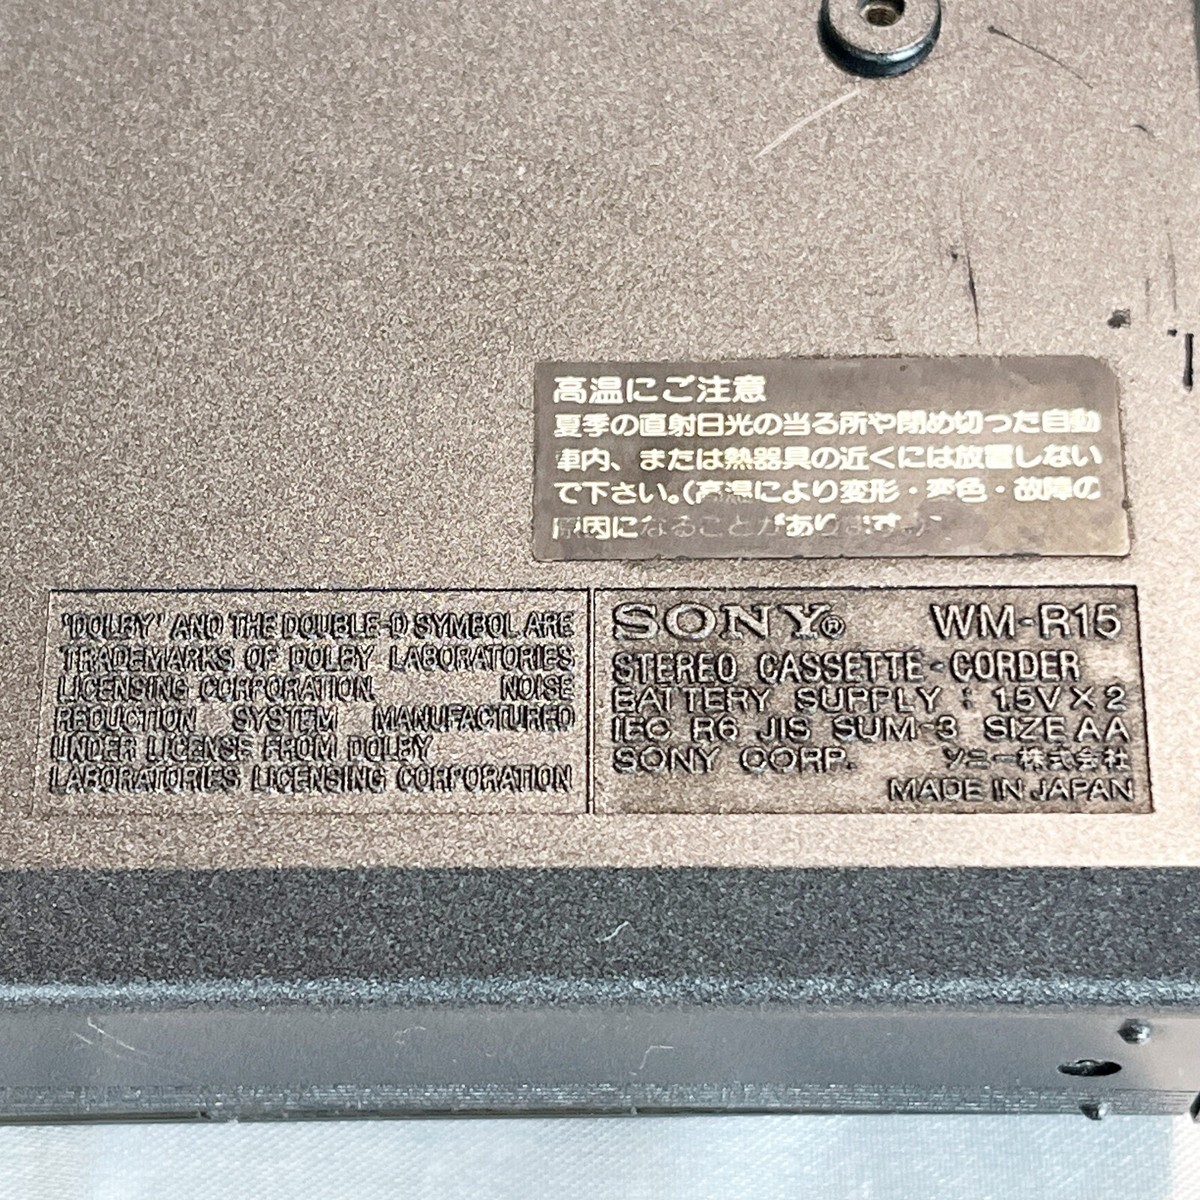 高温にご注意
夏季の直射日光の当る所や閉め切った自動
車内、または熱器具の近くには放置しない
で下さい。(高温により変形・変色・故障の
原因になることがあります。)
'DOLBY' AND THE DOUBLE-D SYMBOL ARE
TRADEMARKS OF DOLBY LABORATORIES
LICENSING CORPORATION. NOISE
REDUCTION SYSTEM MANUFACTURED
UNDER LICENSE FROM DOLBY
LABORATORIES LICENSING CORPORATION
SONY® WM-R15
STEREO CASSETTE-CORDER
BATTERY SUPPLY : 1.5V × 2
IEC R6 JIS SUM-3 SIZE AA
SONY CORP. ソニー株式会社
MADE IN JAPAN